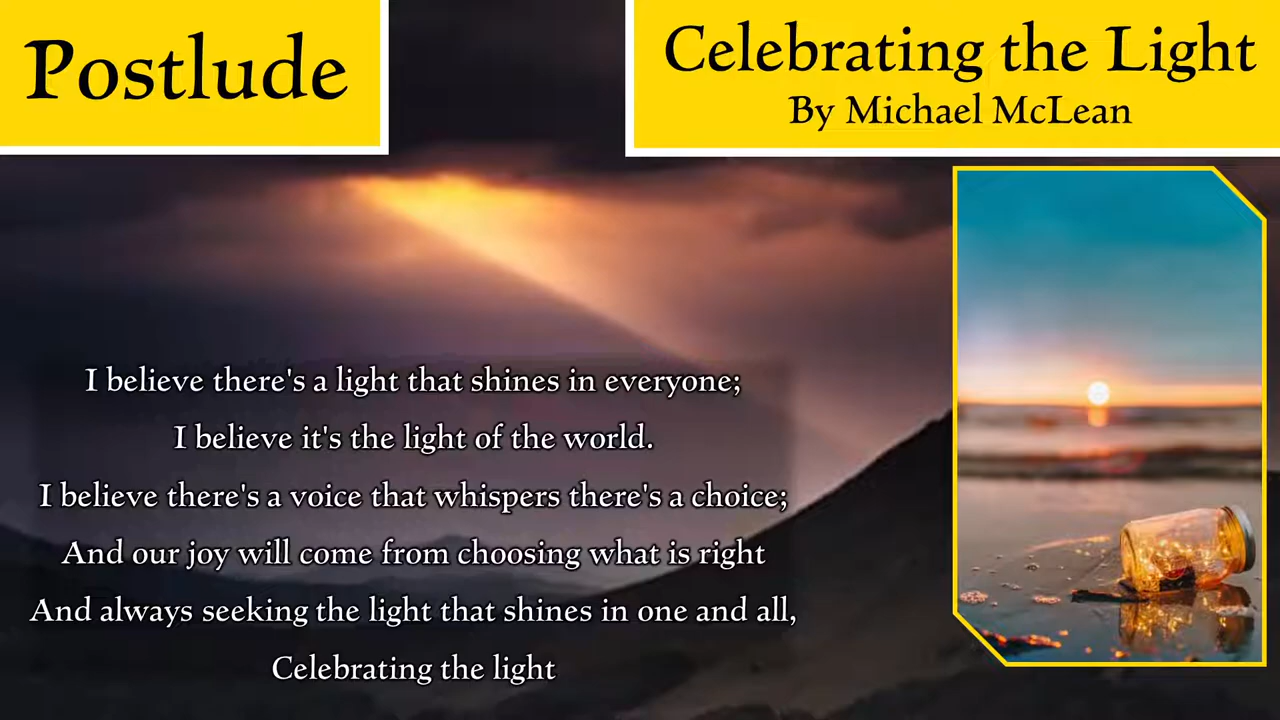 Postlude
Celebrating the Light
By Michael McLean
I believe there's a light that shines in everyone;
I believe it's the light of the world.
I believe there's a voice that whispers there's a choice;
And our joy will come from choosing what is right
And always seeking the light that shines in one and all,
Celebrating the light